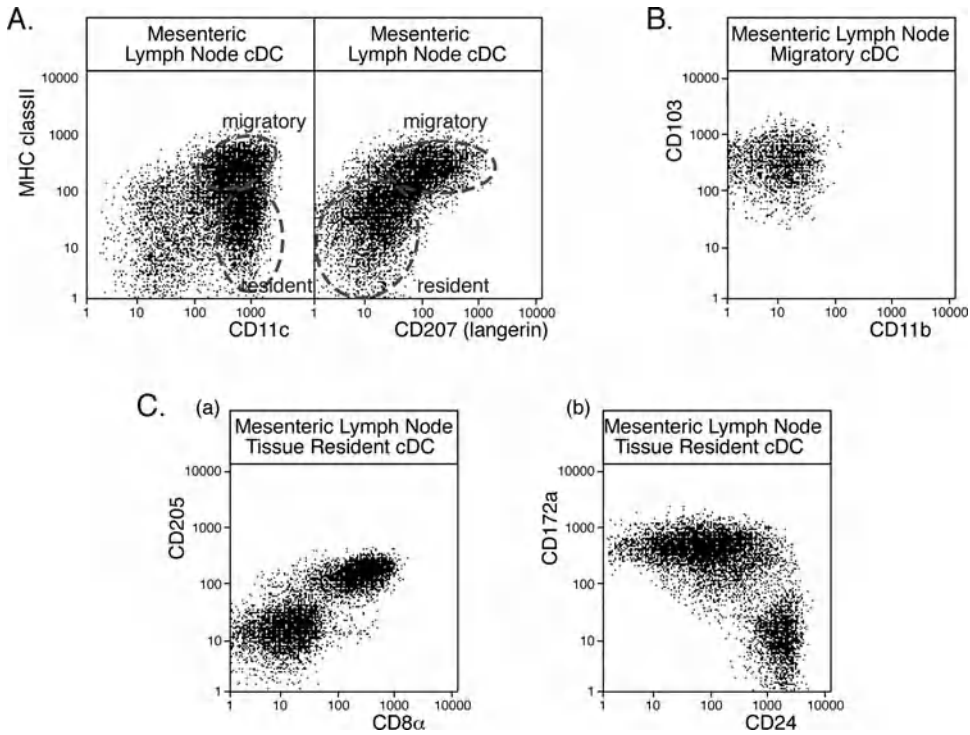 A.
Mesenteric
Lymph Node cDC
Mesenteric
Lymph Node cDC
MHC classII
10000
1000
100
10
1
migratory
resident
1
10
100
1000
CD11c
migratory
resident
10
100
1000
10000
CD207 (langerin)
B.
Mesenteric Lymph Node
Migratory cDC
CD103
10000
1000
100
10
1
1
10
100
1000
10000
CD11b
C.
(a)
Mesenteric Lymph Node
Tissue Resident cDC
CD205
10000
1000
100
10
1
1
10
100
1000
10000
CD8α
(b)
Mesenteric Lymph Node
Tissue Resident cDC
CD172a
10000
1000
100
10
1
1
10
100
1000
10000
CD24